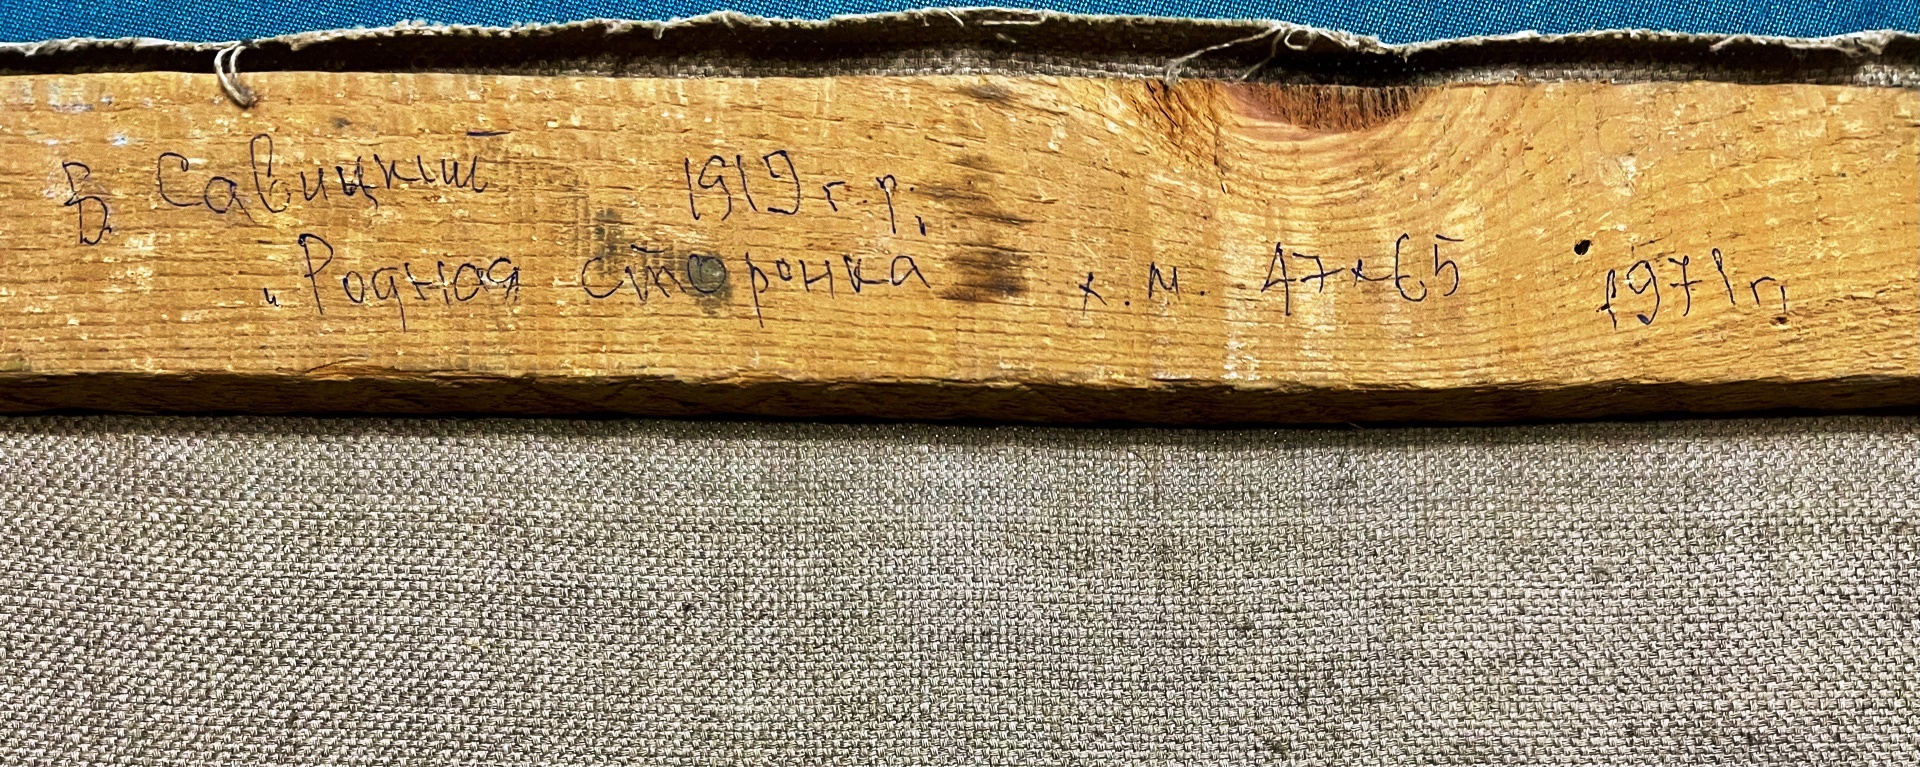 В. Савицкий 1919 г.р.
"Родная сторонка х.м. 47×65 1971 г.